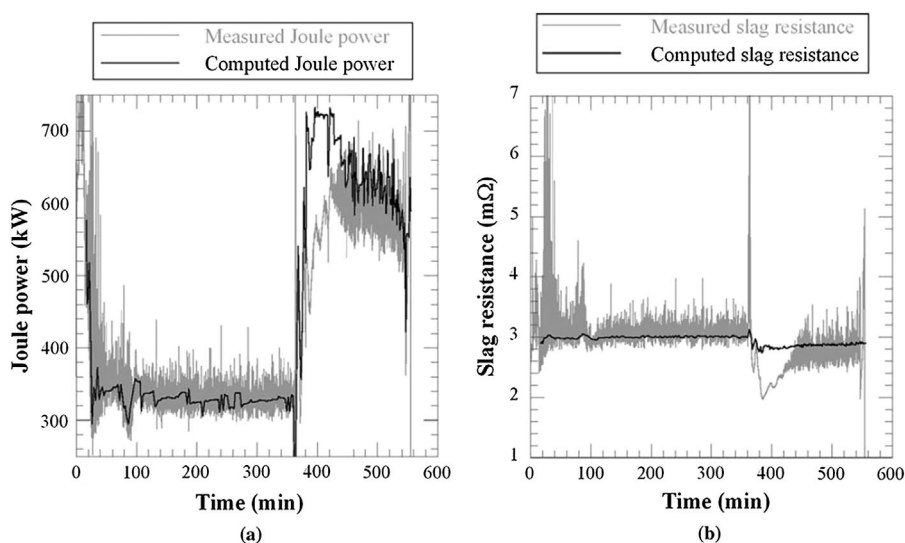 Measured Joule power
Computed Joule power
Joule power (kW)
700
600
500
400
300
0 100 200 300 400 500 600
Time (min)
(a)
Measured slag resistance
Computed slag resistance
Slag resistance (mΩ)
7
6
5
4
3
2
1
0 100 200 300 400 500 600
Time (min)
(b)